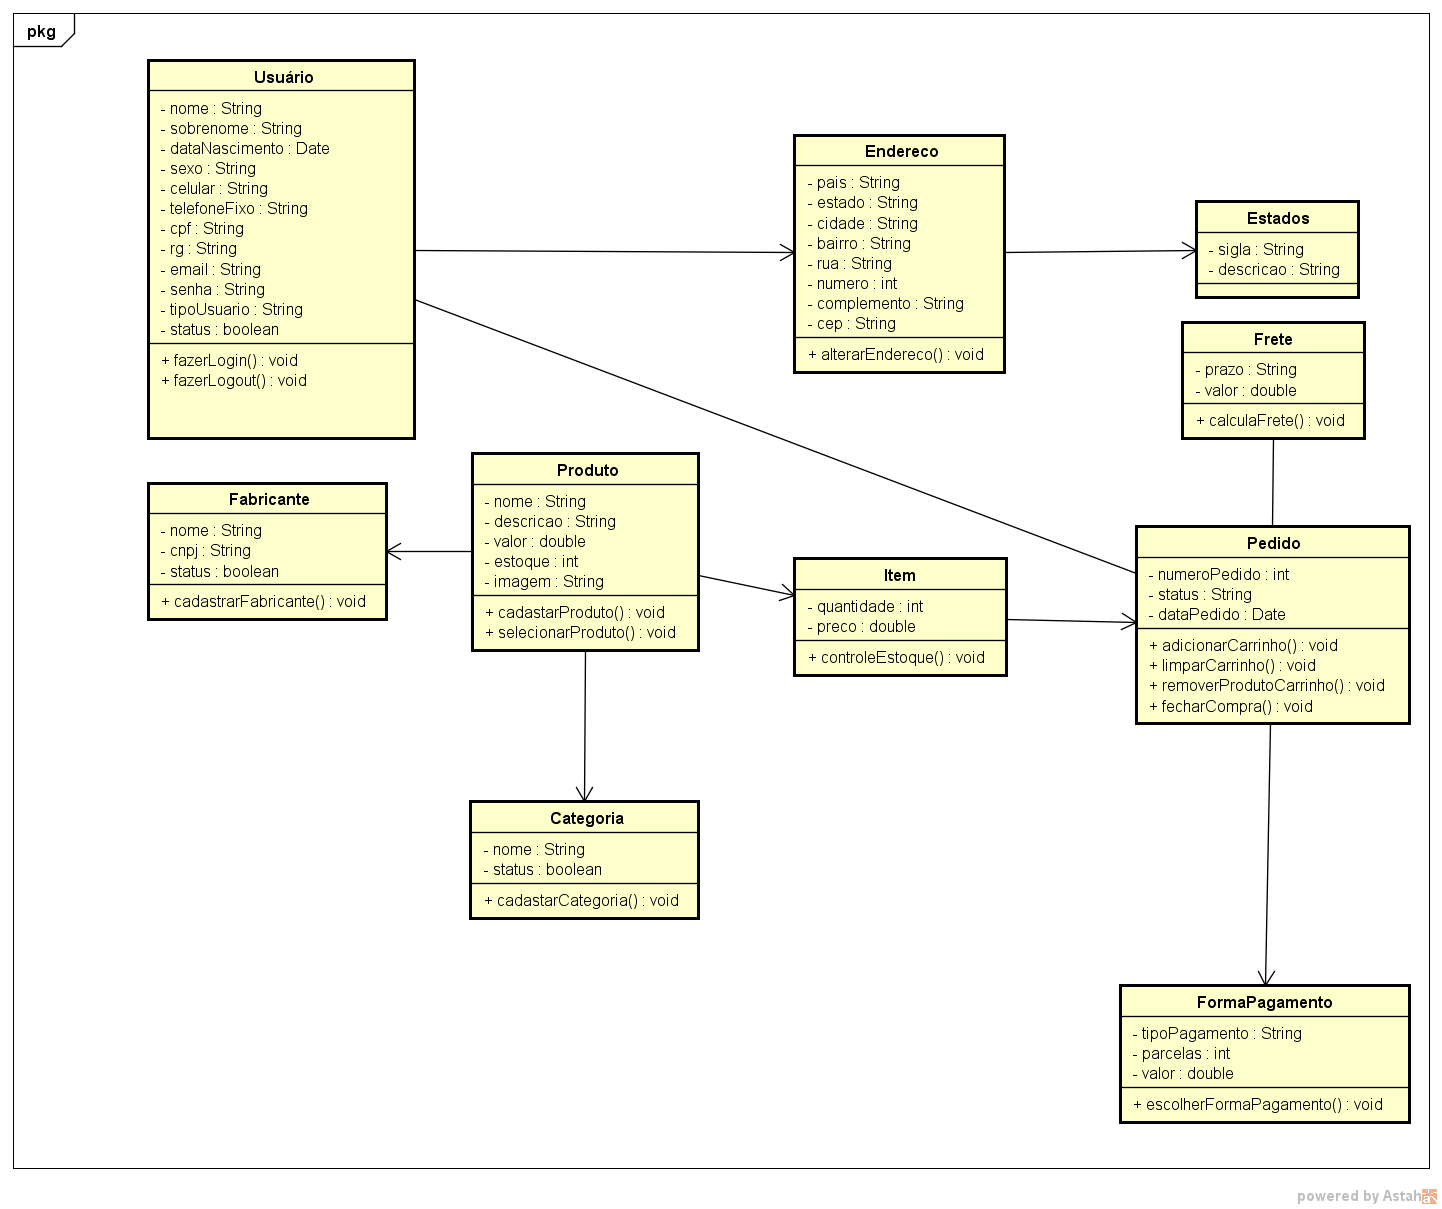 pkg
Usuário
- nome : String
- sobrenome : String
- dataNascimento : Date
- sexo : String
- celular : String
- telefoneFixo : String
- cpf : String
- rg : String
- email : String
- senha : String
- tipoUsuario : String
- status : boolean
+ fazerLogin() : void
+ fazerLogout() : void
Endereco
- pais : String
- estado : String
- cidade : String
- bairro : String
- rua : String
- numero : int
- complemento : String
- cep : String
+ alterarEndereco() : void
Estados
- sigla : String
- descricao : String
Frete
- prazo : String
- valor : double
+ calculaFrete() : void
Fabricante
- nome : String
- cnpj : String
- status : boolean
+ cadastrarFabricante() : void
Produto
- nome : String
- descricao : String
- valor : double
- estoque : int
- imagem : String
+ cadastarProduto() : void
+ selecionarProduto() : void
Item
- quantidade : int
- preco : double
+ controleEstoque() : void
Pedido
- numeroPedido : int
- status : String
- dataPedido : Date
+ adicionarCarrinho() : void
+ limparCarrinho() : void
+ removerProdutoCarrinho() : void
+ fecharCompra() : void
Categoria
- nome : String
- status : boolean
+ cadastarCategoria() : void
FormaPagamento
- tipoPagamento : String
- parcelas : int
- valor : double
+ escolherFormaPagamento() : void
powered by Astah